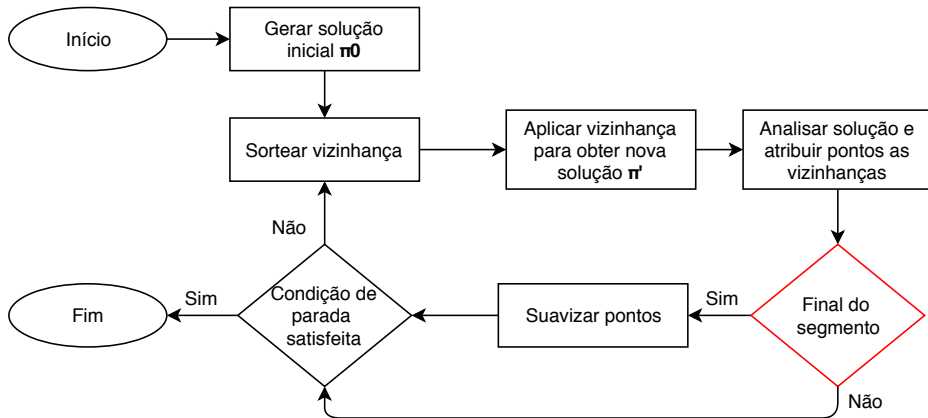 Início
Gerar solução
inicial π0
Sortear vizinhança
Aplicar vizinhança
para obter nova
solução π'
Analisar solução e
atribuir pontos as
vizinhanças
Não
Fim
Sim
Condição de
parada
satisfeita
Suavizar pontos
Sim
Final do
segmento
Não